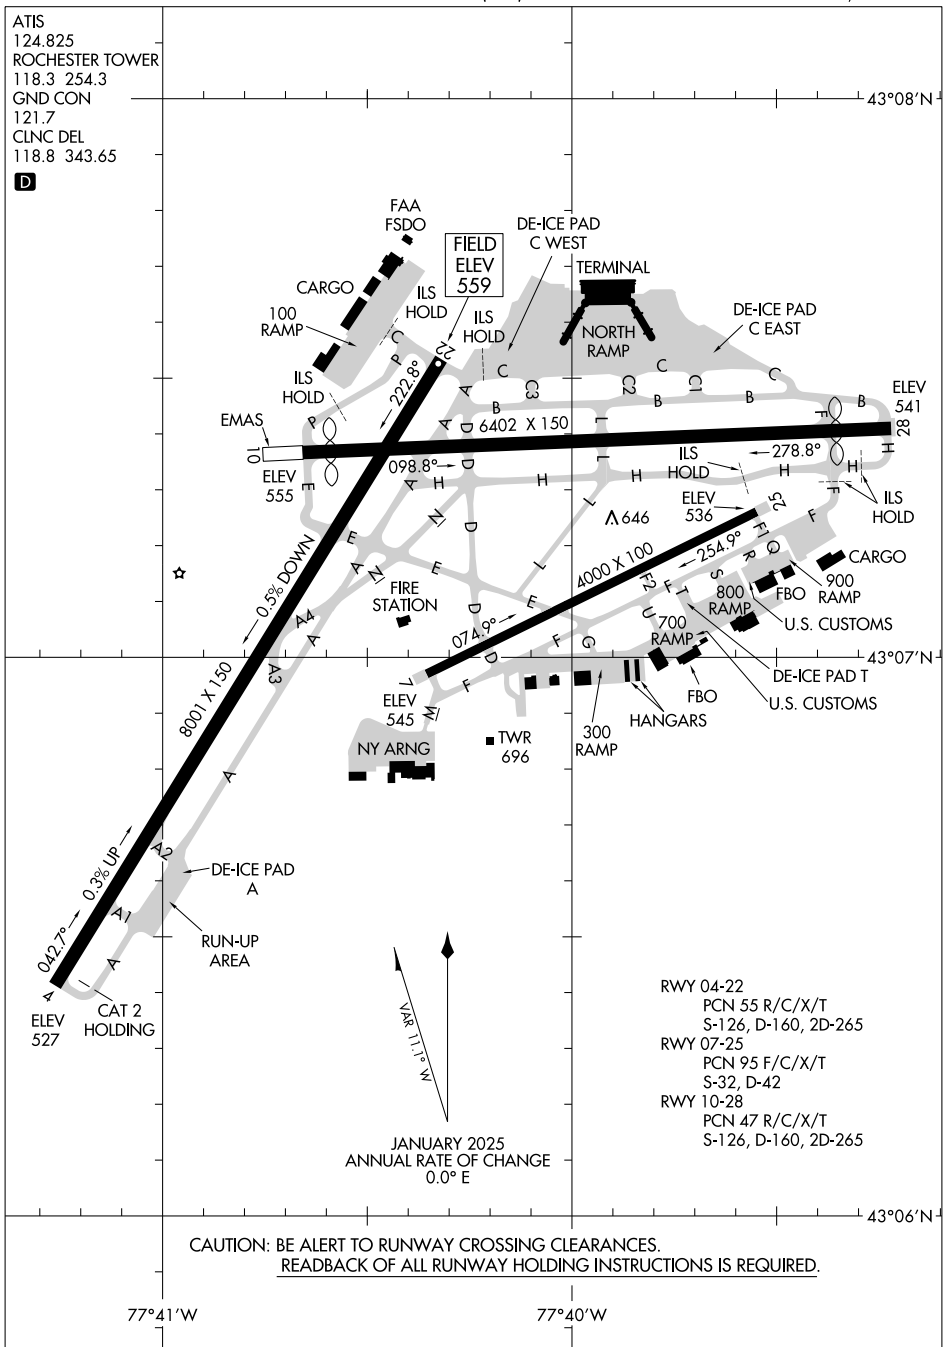 ATIS
124.825
ROCHESTER TOWER
118.3 254.3
GND CON
121.7
CLNC DEL
118.8 343.65
D
43°08'N
FAA
FSDO
FIELD
ELEV
559
DE-ICE PAD
C WEST
TERMINAL
CARGO
100
RAMP
ILS
HOLD
ILS
HOLD
NORTH
RAMP
DE-ICE PAD
C EAST
C
P
22
C
C3
C2
C
C1
C
ILS
HOLD
222.8°
A
B
B
B
B
ELEV
541
EMAS
P
A
D
6402 X 150
L
F
28
10
ELEV
555
098.8°
D
L
ILS
HOLD
278.8°
H
E
A
H
H
H
H
F
ILS
HOLD
N
D
L
646
ELEV
536
25
F
0.5% DOWN
E
A
N
E
L
4000 X 100
254.9°
F1
Q
R
CARGO
FIRE
STATION
A4
A
D
E
F2
F
T
S
800
RAMP
FBO
900
RAMP
U.S. CUSTOMS
8001 X 150
A3
074.9°
D
F
G
U
700
RAMP
43°07'N
7
F
ELEV
545
W
DE-ICE PAD T
U.S. CUSTOMS
FBO
HANGARS
300
RAMP
NY ARNG
TWR
696
A
A2
0.3% UP
DE-ICE PAD
A
A1
042.7°
A
RUN-UP
AREA
4
ELEV
527
CAT 2
HOLDING
VAR 11.1° W
JANUARY 2025
ANNUAL RATE OF CHANGE
0.0° E
RWY 04-22
PCN 55 R/C/X/T
S-126, D-160, 2D-265
RWY 07-25
PCN 95 F/C/X/T
S-32, D-42
RWY 10-28
PCN 47 R/C/X/T
S-126, D-160, 2D-265
43°06'N
CAUTION: BE ALERT TO RUNWAY CROSSING CLEARANCES.
READBACK OF ALL RUNWAY HOLDING INSTRUCTIONS IS REQUIRED.
77°41'W
77°40'W